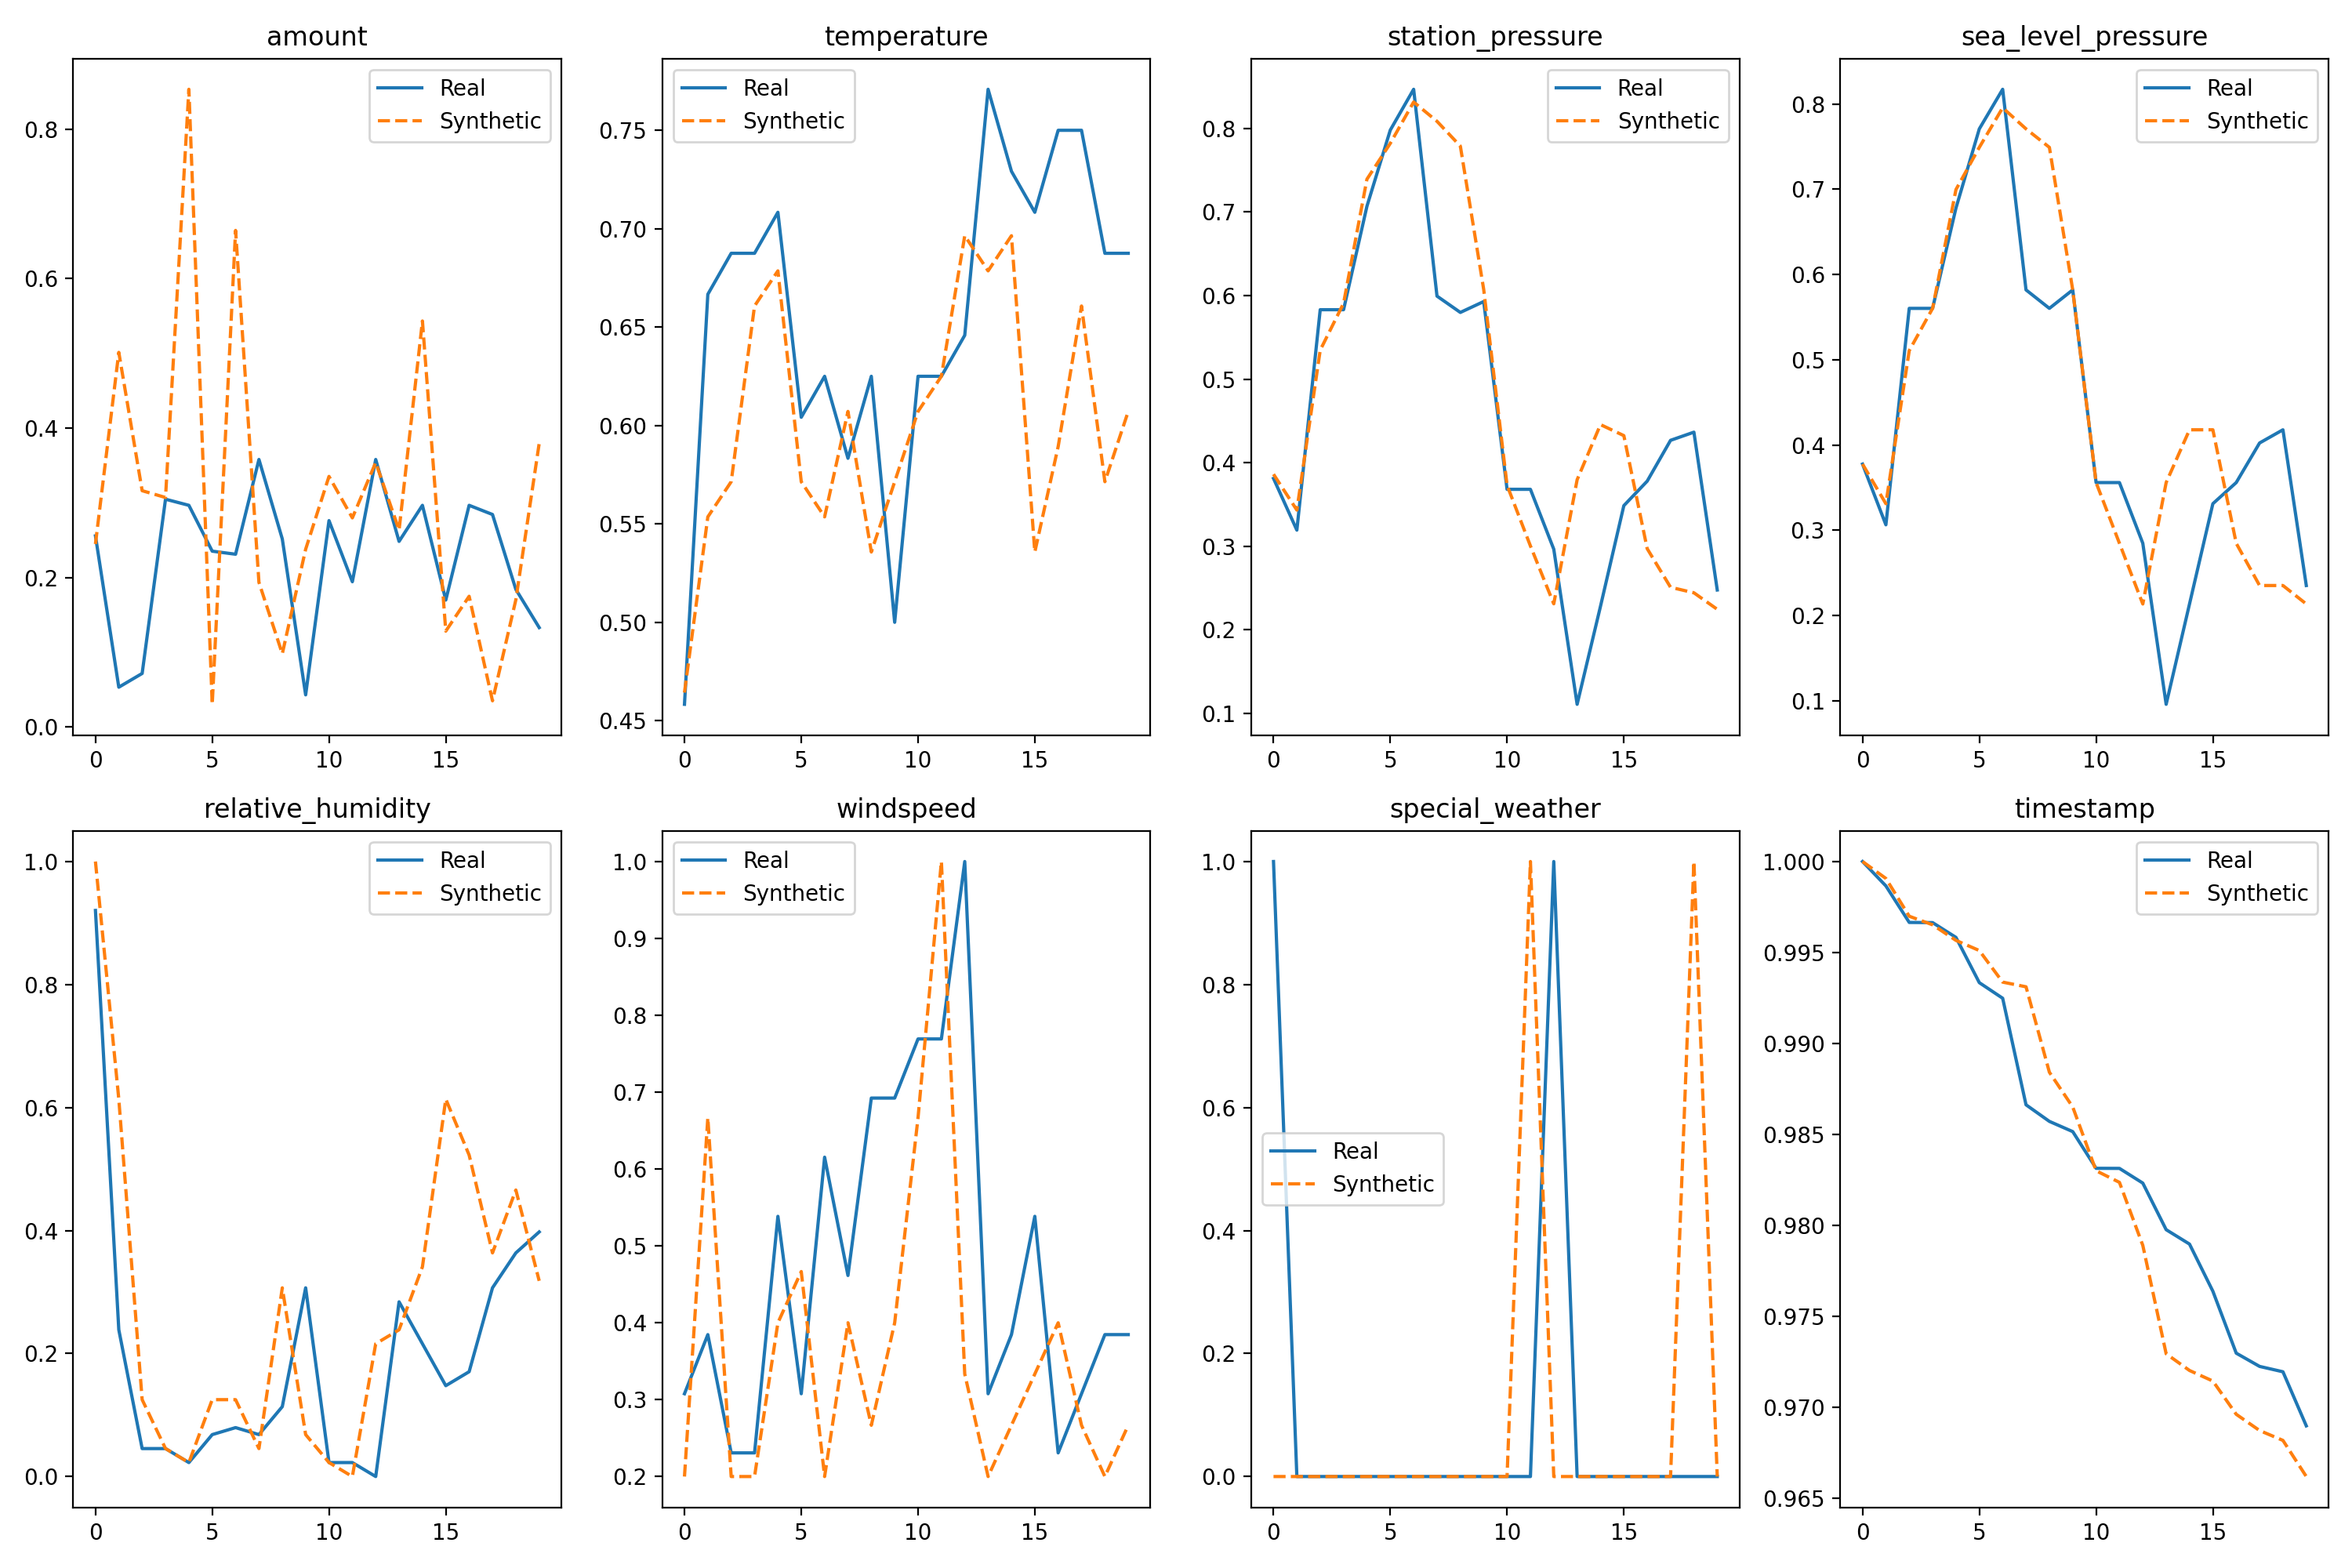 amount
Real
Synthetic
0.8
0.6
0.4
0.2
0.0
0 5 10 15
temperature
Real
Synthetic
0.75
0.70
0.65
0.60
0.55
0.50
0.45
0 5 10 15
station_pressure
Real
Synthetic
0.8
0.7
0.6
0.5
0.4
0.3
0.2
0.1
0 5 10 15
sea_level_pressure
Real
Synthetic
0.8
0.7
0.6
0.5
0.4
0.3
0.2
0.1
0 5 10 15
relative_humidity
Real
Synthetic
1.0
0.8
0.6
0.4
0.2
0.0
0 5 10 15
windspeed
Real
Synthetic
1.0
0.9
0.8
0.7
0.6
0.5
0.4
0.3
0.2
0 5 10 15
special_weather
1.0
0.8
0.6
Real
Synthetic
0.4
0.2
0.0
0 5 10 15
timestamp
Real
Synthetic
1.000
0.995
0.990
0.985
0.980
0.975
0.970
0.965
0 5 10 15